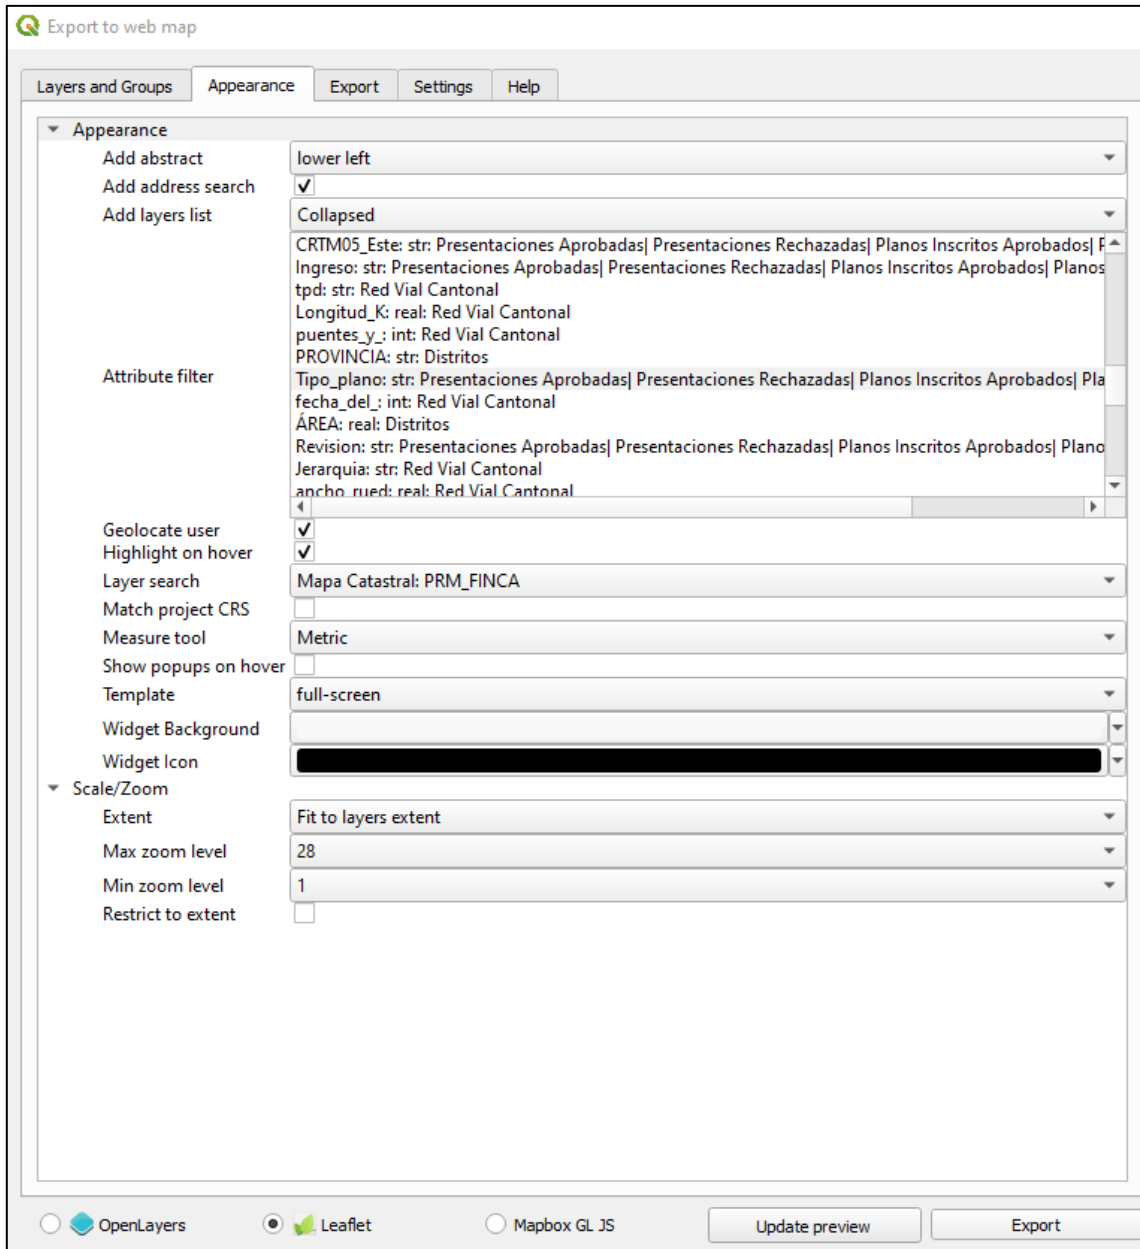 Export to web map
Layers and Groups Appearance Export Settings Help
Appearance
Add abstract lower left
Add address search
Add layers list Collapsed
CRTM05_Este: str: Presentaciones Aprobadas| Presentaciones Rechazadas| Planos Inscritos Aprobados|
Ingreso: str: Presentaciones Aprobadas| Presentaciones Rechazadas| Planos Inscritos Aprobados| Planos
tpd: str: Red Vial Cantonal
Longitud_K: real: Red Vial Cantonal
puentes_y_: int: Red Vial Cantonal
PROVINCIA: str: Distritos
Attribute filter Tipo_plano: str: Presentaciones Aprobadas| Presentaciones Rechazadas| Planos Inscritos Aprobados| Pla
fecha_del_: int: Red Vial Cantonal
ÁREA: real: Distritos
Revision: str: Presentaciones Aprobadas| Presentaciones Rechazadas| Planos Inscritos Aprobados| Plano
Jerarquia: str: Red Vial Cantonal
ancho_rued: real: Red Vial Cantonal
Geolocate user
Highlight on hover
Layer search Mapa Catastral: PRM_FINCA
Match project CRS
Measure tool Metric
Show popups on hover
Template full-screen
Widget Background
Widget Icon
Scale/Zoom
Extent Fit to layers extent
Max zoom level 28
Min zoom level 1
Restrict to extent
OpenLayers Leaflet Mapbox GL JS Update preview Export